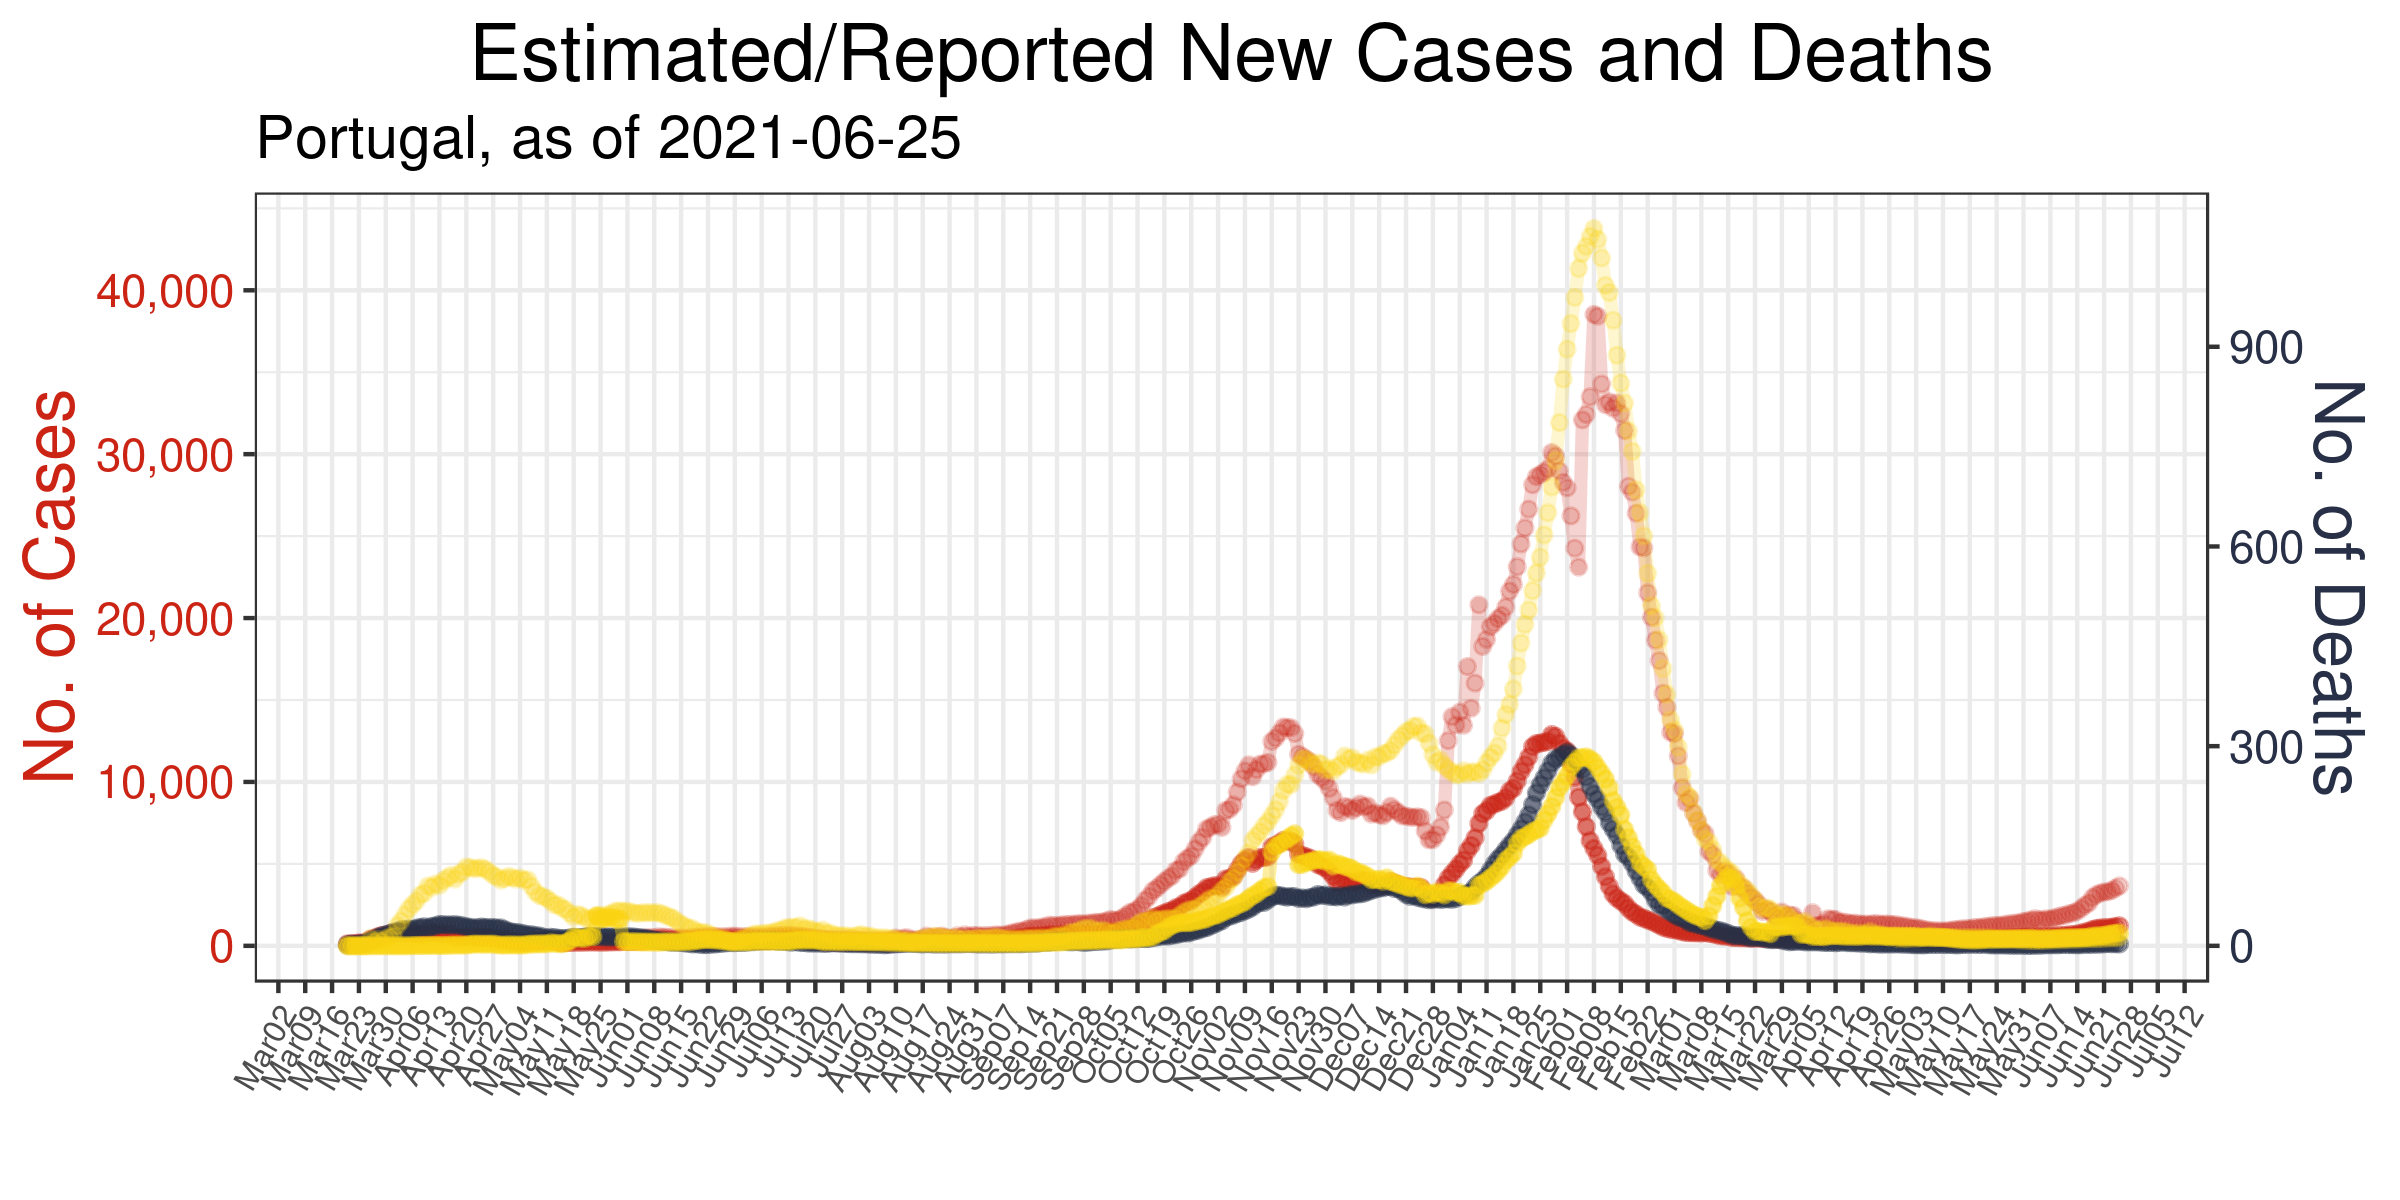 Estimated/Reported New Cases and Deaths
Portugal, as of 2021-06-25
No. of Cases
40,000
30,000
20,000
10,000
0
900
600
300
0
No. of Deaths
Mar02
Mar09
Mar16
Mar23
Mar30
Apr06
Apr13
Apr20
Apr27
May04
May11
May18
May25
Jun01
Jun08
Jun15
Jun22
Jun29
Jul06
Jul13
Jul20
Jul27
Aug03
Aug10
Aug17
Aug24
Aug31
Sep07
Sep14
Sep21
Sep28
Oct05
Oct12
Oct19
Oct26
Nov02
Nov09
Nov16
Nov23
Nov30
Dec07
Dec14
Dec21
Dec28
Jan04
Jan11
Jan18
Jan25
Feb01
Feb08
Feb15
Feb22
Mar01
Mar08
Mar15
Mar22
Mar29
Apr05
Apr12
Apr19
Apr26
May03
May10
May17
May24
May31
Jun07
Jun14
Jun21
Jun28
Jul05
Jul12